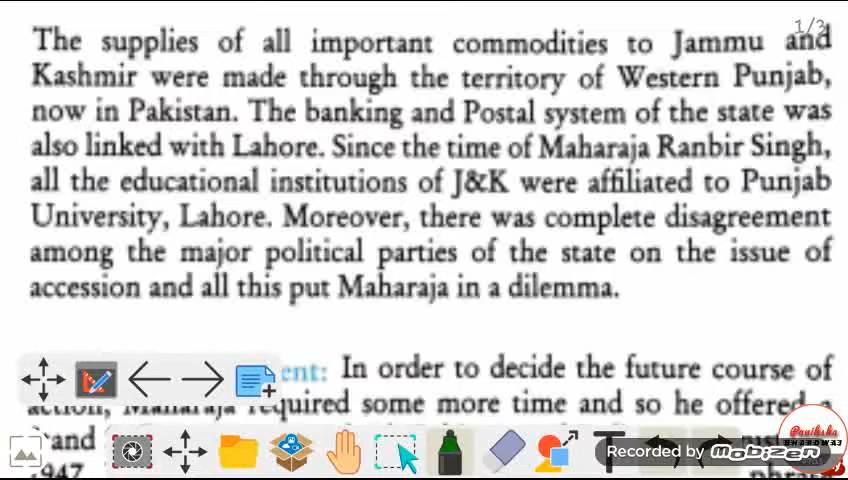 1/3
The supplies of all important commodities to Jammu and
Kashmir were made through the territory of Western Punjab,
now in Pakistan. The banking and Postal system of the state was
also linked with Lahore. Since the time of Maharaja Ranbir Singh,
all the educational institutions of J&K were affiliated to Punjab
University, Lahore. Moreover, there was complete disagreement
among the major political parties of the state on the issue of
accession and all this put Maharaja in a dilemma.
ent: In order to decide the future course of
action, Maharaja required some more time and so he offered a
1947
phrase
Recorded by MOBIZEN
BHARDWAJ